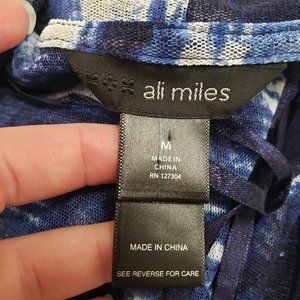 ali miles
M
MADE IN
CHINA
RN 127304
MADE IN CHINA
SEE REVERSE FOR CARE